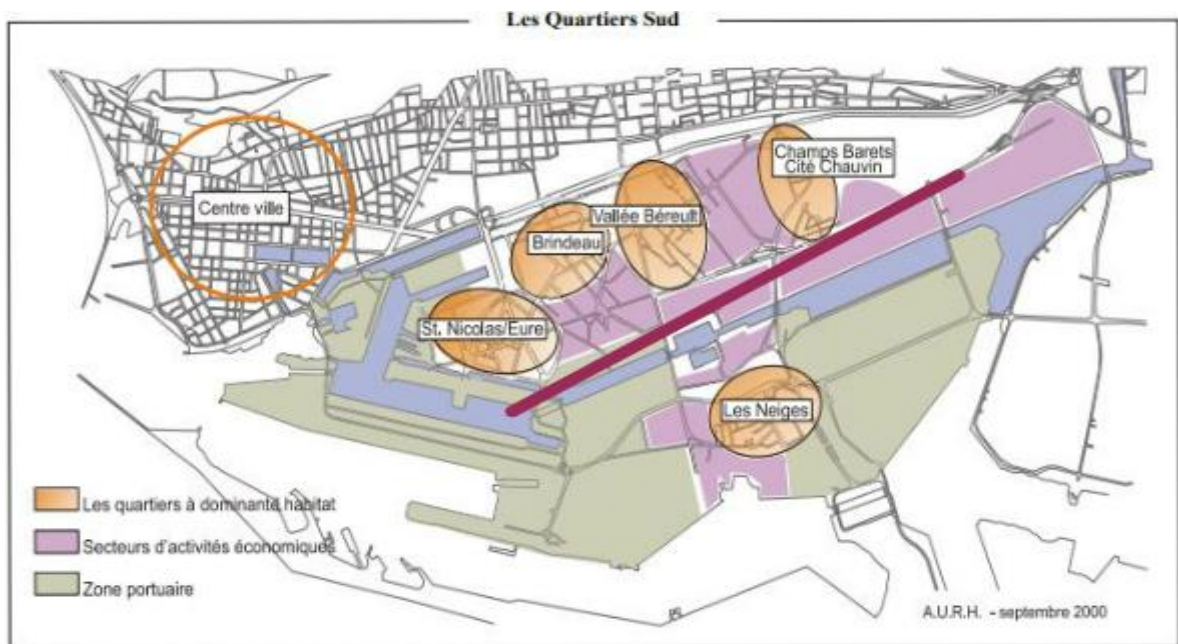 Les Quartiers Sud
Champs Barets
Cité Chauvin
Centre ville
Vallée Béreult
Brindeau
St. Nicolas/Eure
Les Neiges
Les quartiers à dominante habitat
Secteurs d'activités économiques
Zone portuaire
A.U.R.H. - septembre 2000